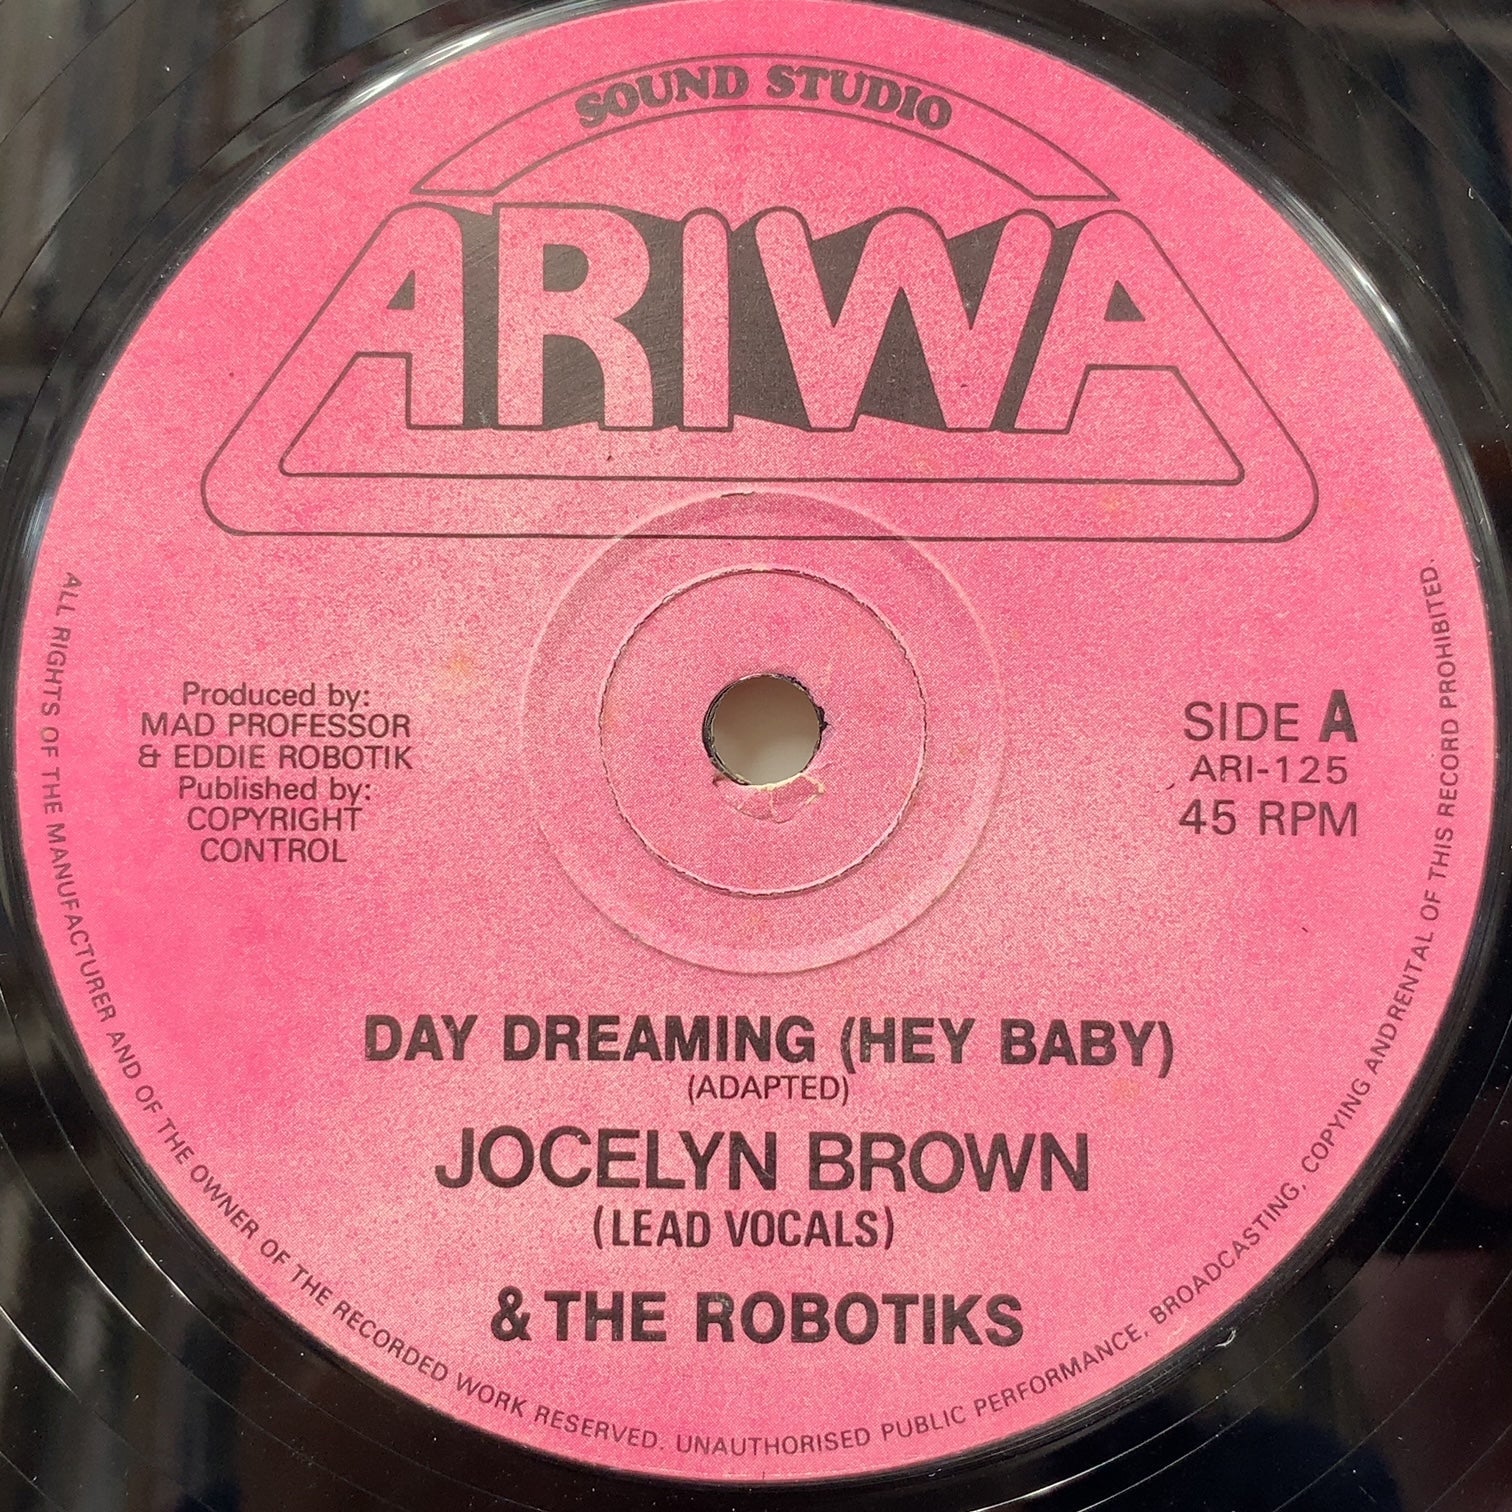 SOUND STUDIO
ARIWA
Produced by:
MAD PROFESSOR
& EDDIE ROBOTIK
Published by:
COPYRIGHT
CONTROL
SIDE A
ARI-125
45 RPM
DAY DREAMING (HEY BABY)
(ADAPTED)
JOCELYN BROWN
(LEAD VOCALS)
& THE ROBOTIKS
ALL RIGHTS OF THE MANUFACTURER AND OF THE OWNER OF THE RECORDED WORK RESERVED. UNAUTHORISED PUBLIC PERFORMANCE, BROADCASTING, COPYING AND RENTAL OF THIS RECORD PROHIBITED.